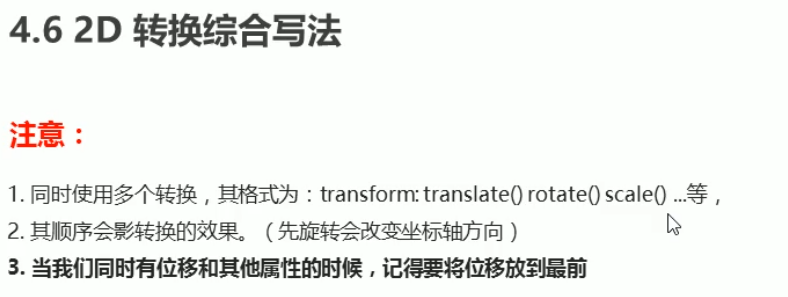 4.6 2D 转换综合写法
注意：
1. 同时使用多个转换，其格式为：transform: translate() rotate() scale() ...等，
2. 其顺序会影转换的效果。（先旋转会改变坐标轴方向）
3. 当我们同时有位移和其他属性的时候，记得要将位移放到最前